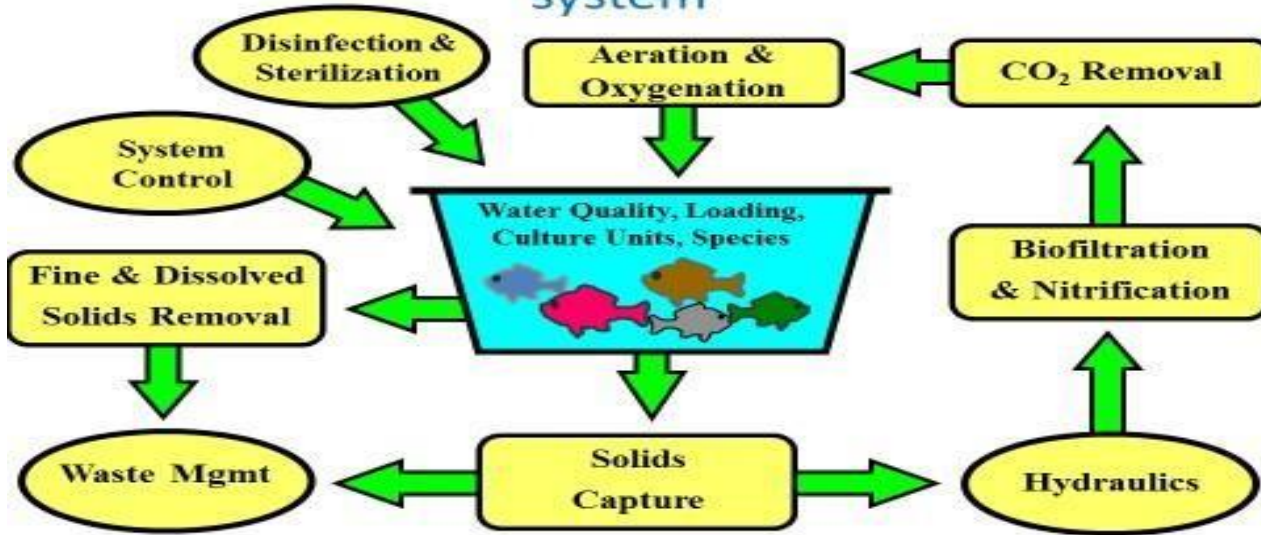 system
Disinfection &
Sterilization
Aeration &
Oxygenation
CO₂ Removal
System
Control
Water Quality, Loading,
Culture Units, Species
Fine & Dissolved
Solids Removal
Biofiltration
& Nitrification
Waste Mgmt
Solids
Capture
Hydraulics